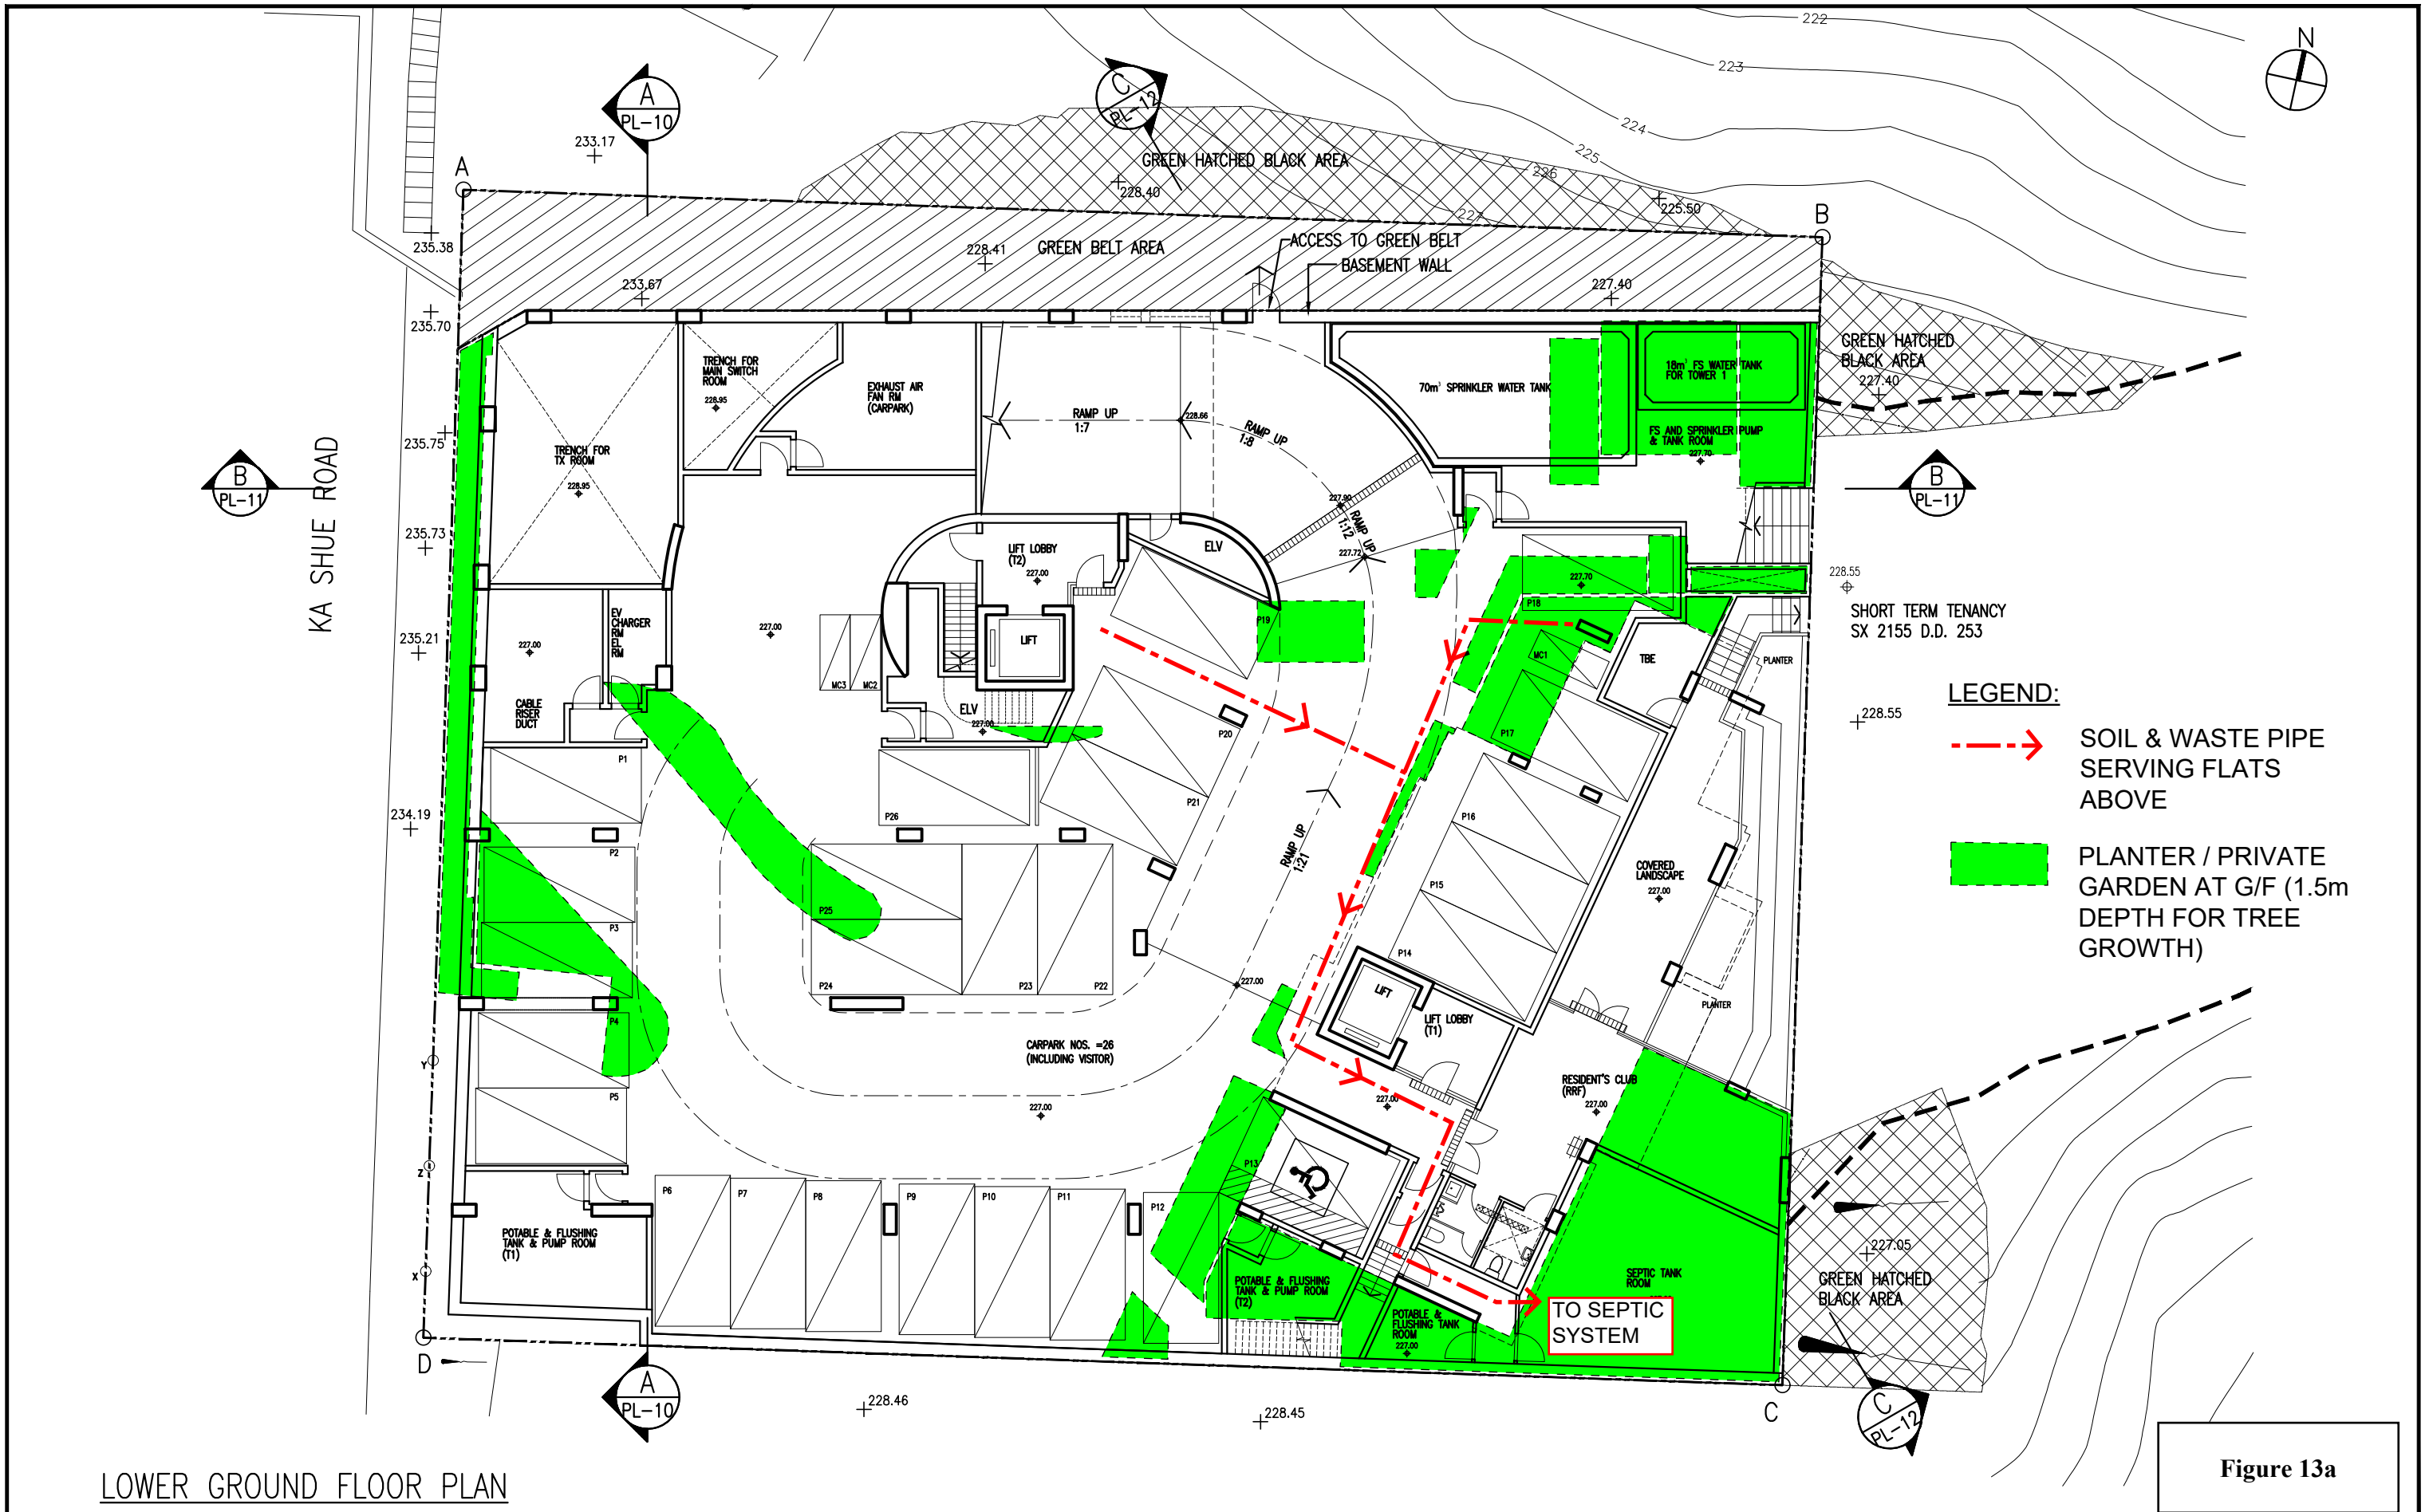 222
N
223
A
PL-10
C
PL-12
233.17
224
225
226
227
GREEN HATCHED BLACK AREA
228.40
225.50
A
B
235.38
228.41
GREEN BELT AREA
ACCESS TO GREEN BELT
BASEMENT WALL
233.67
227.40
235.70
GREEN HATCHED
BLACK AREA
227.40
TRENCH FOR
MAIN SWITCH
ROOM
228.95
EXHAUST AIR
FAN RM
(CARPARK)
70m³ SPRINKLER WATER TANK
18m³ FS WATER TANK
FOR TOWER 1
RAMP UP
1:7
228.66
RAMP UP
1:8
FS AND SPRINKLER PUMP
& TANK ROOM
227.70
235.75
TRENCH FOR
TX ROOM
228.95
B
PL-11
KA SHUE ROAD
B
PL-11
227.90
RAMP UP
1:12
227.72
235.73
LIFT LOBBY
(T2)
227.00
ELV
227.70
P18
228.55
SHORT TERM TENANCY
SX 2155 D.D. 253
EV
CHARGER
RM
EL
RM
227.00
227.00
LIFT
P19
235.21
MC3
MC2
MC1
TBE
PLANTER
CABLE
RISER
DUCT
ELV
227.00
P20
P17
228.55
LEGEND:
SOIL & WASTE PIPE
SERVING FLATS
ABOVE
P1
P26
P21
P16
234.19
P2
RAMP UP
1:21
PLANTER / PRIVATE
GARDEN AT G/F (1.5m
DEPTH FOR TREE
GROWTH)
P15
COVERED
LANDSCAPE
227.00
P25
P3
P14
P24
P23
P22
227.00
LIFT
PLANTER
P4
LIFT LOBBY
(T1)
CARPARK NOS. =26
(INCLUDING VISITOR)
Y
RESIDENT'S CLUB
(RRF)
227.00
P5
227.00
227.00
Z
P13
P6
P7
P8
P9
P10
P11
P12
POTABLE & FLUSHING
TANK & PUMP ROOM
(T1)
X
POTABLE & FLUSHING
TANK & PUMP ROOM
(T2)
SEPTIC TANK
ROOM
227.05
GREEN HATCHED
BLACK AREA
TO SEPTIC
SYSTEM
POTABLE &
FLUSHING TANK
ROOM
227.00
D
A
PL-10
228.46
228.45
C
C
PL-12
LOWER GROUND FLOOR PLAN
Figure 13a